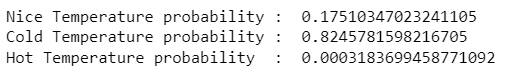 Nice Temperature probability :  0.17510347023241105
Cold Temperature probability :  0.8245781598216705
Hot Temperature probability  :  0.0003183699458771092